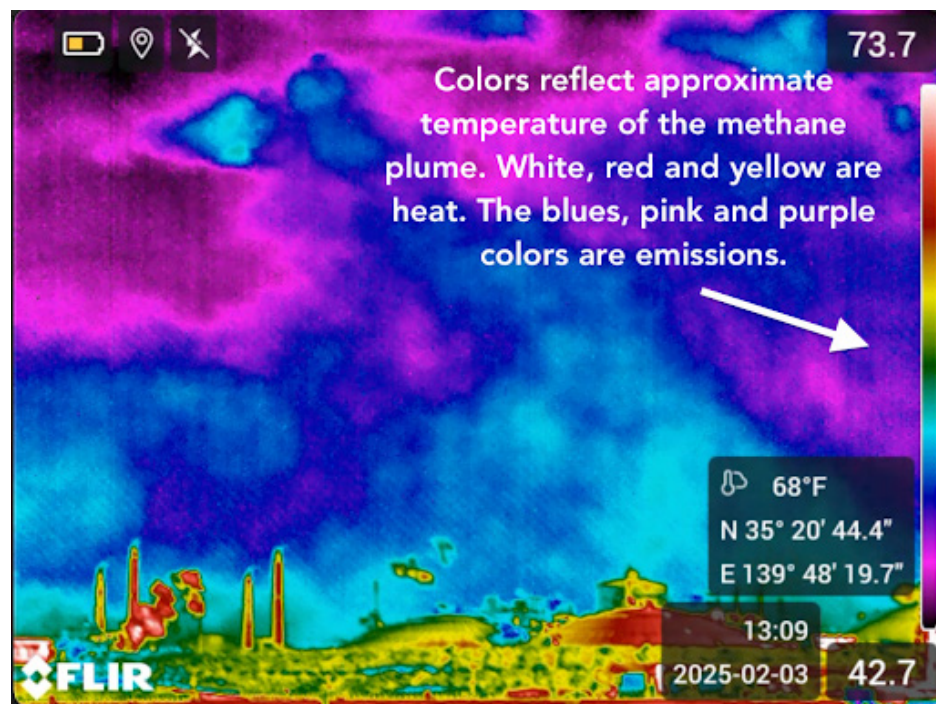 73.7
Colors reflect approximate
temperature of the methane
plume. White, red and yellow are
heat. The blues, pink and purple
colors are emissions.
68°F
N 35° 20' 44.4"
E 139° 48' 19.7"
13:09
2025-02-03
42.7
FLIR